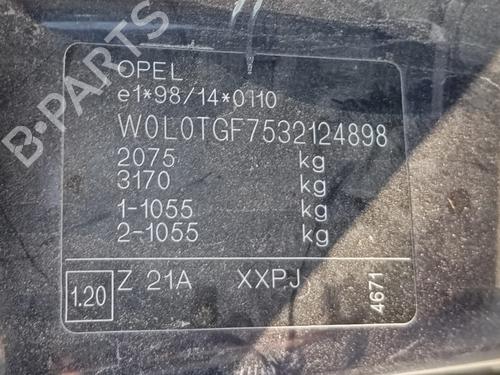 B-PARTS
OPEL
e1*98/14*0110
W0L0TGF7532124898
2075 kg
3170 kg
1-1055 kg
2-1055 kg
1.20 Z 21A XXPJ 4671